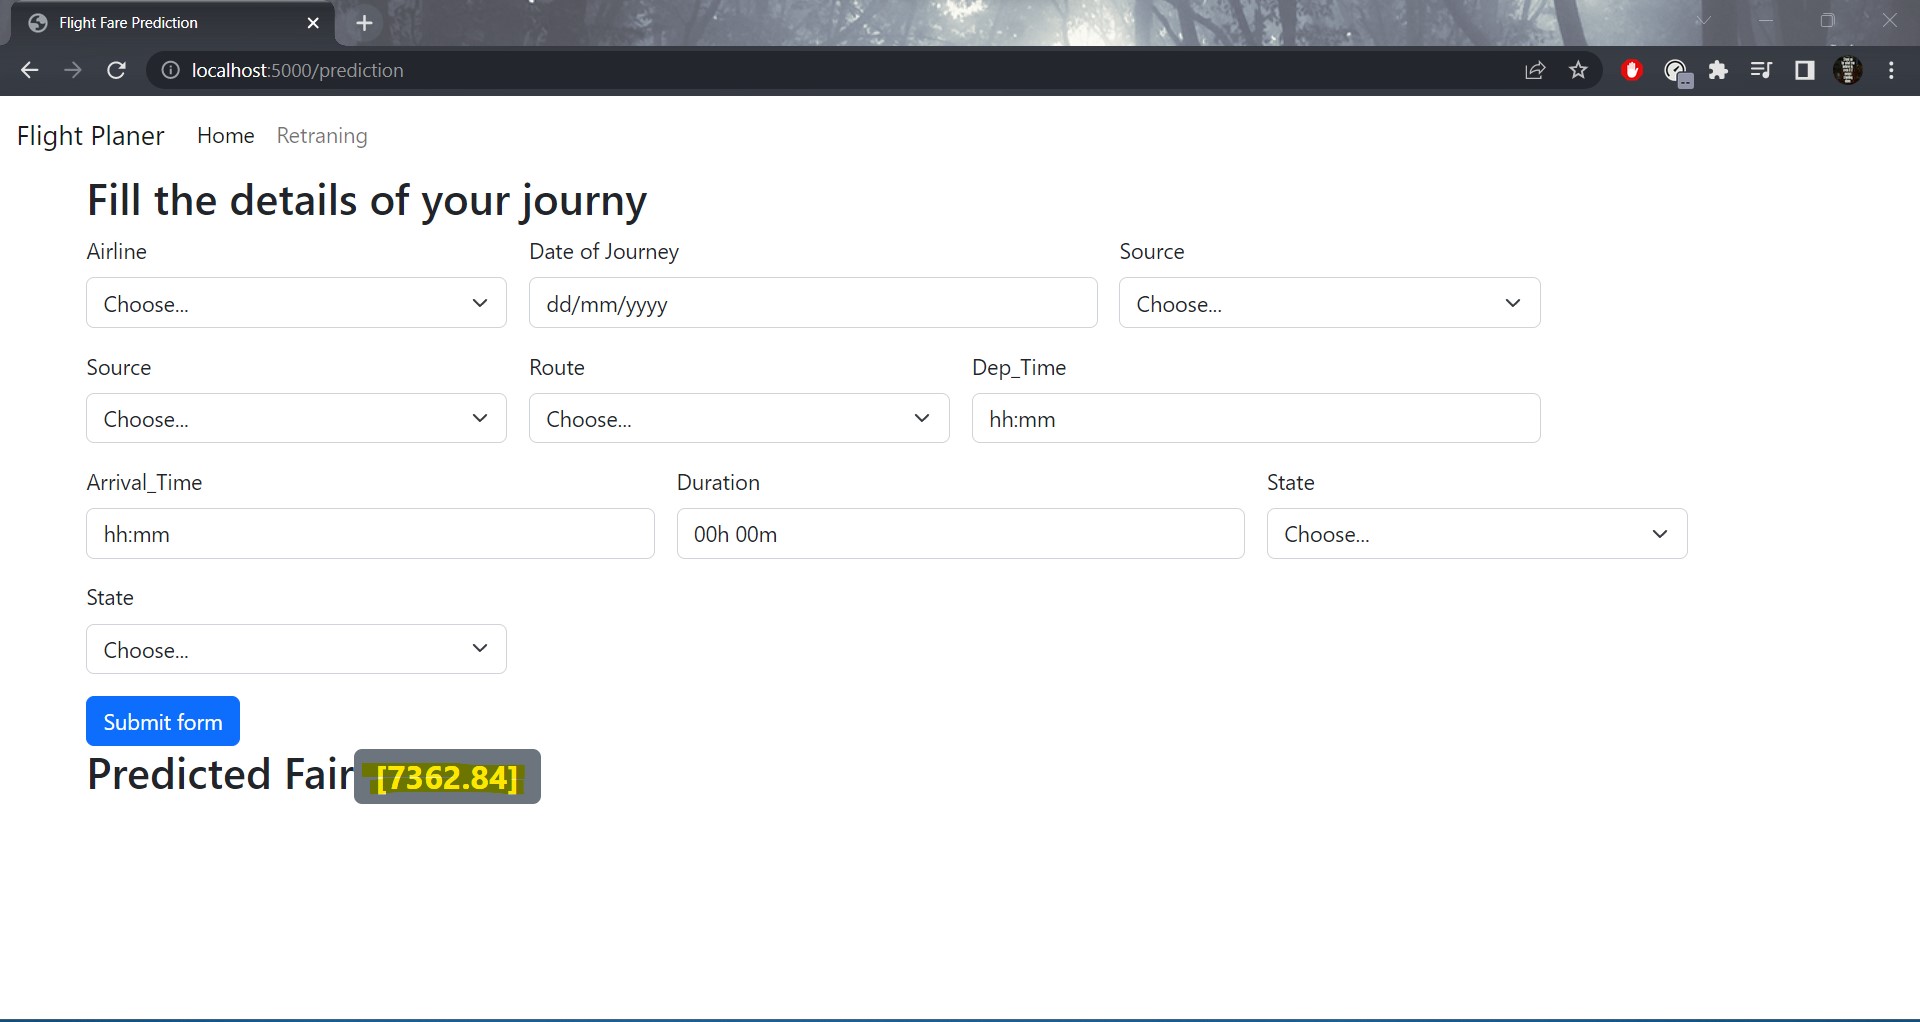 Flight Fare Prediction
localhost:5000/prediction
Flight Planer Home Retraning
Fill the details of your journy
Airline Date of Journey Source
Choose... dd/mm/yyyy Choose...
Source Route Dep_Time
Choose... Choose... hh:mm
Arrival_Time Duration State
hh:mm 00h 00m Choose...
State
Choose...
Submit form
Predicted Fair [7362.84]